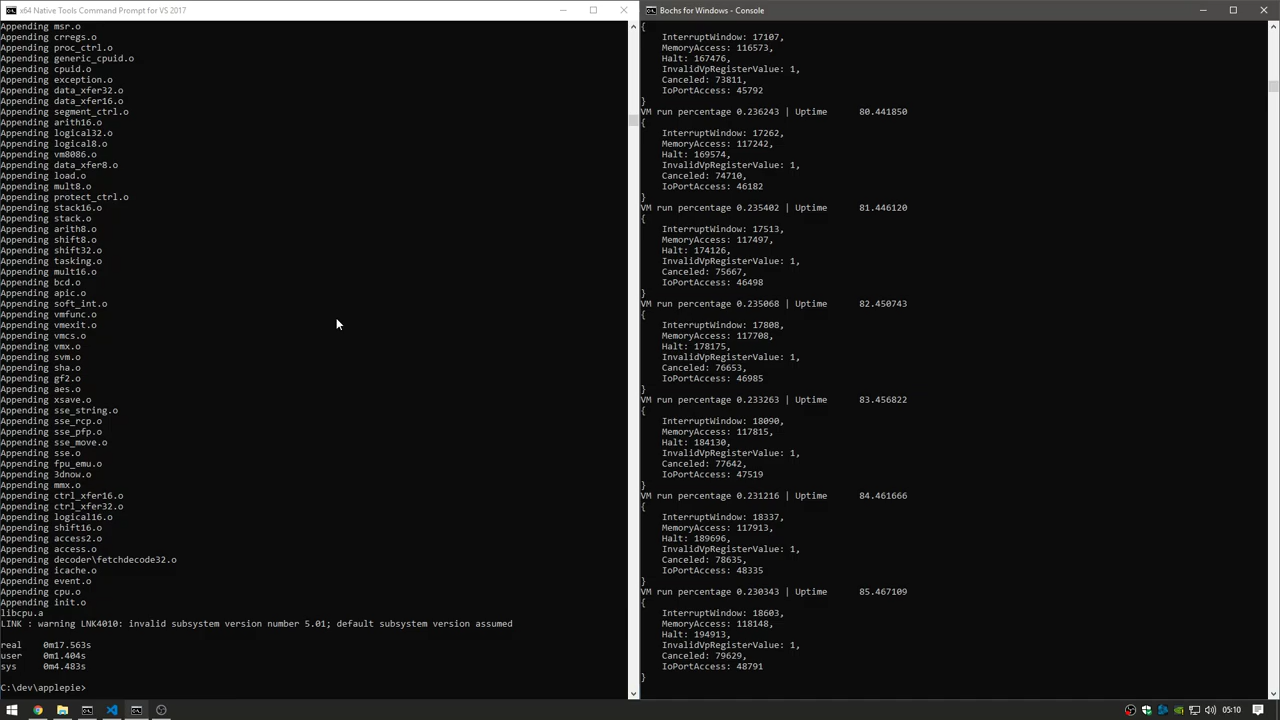 x64 Native Tools Command Prompt for VS 2017
Appending msr.o
Appending crregs.o
Appending proc_ctrl.o
Appending generic_cpuid.o
Appending cpuid.o
Appending exception.o
Appending data_xfer32.o
Appending data_xfer16.o
Appending segment_ctrl.o
Appending arith16.o
Appending logical32.o
Appending logical8.o
Appending vm8086.o
Appending data_xfer8.o
Appending load.o
Appending mult8.o
Appending protect_ctrl.o
Appending stack16.o
Appending stack.o
Appending arith8.o
Appending shift8.o
Appending shift32.o
Appending tasking.o
Appending mult16.o
Appending bcd.o
Appending apic.o
Appending soft_int.o
Appending vmfunc.o
Appending vmexit.o
Appending vmcs.o
Appending vmx.o
Appending svm.o
Appending sha.o
Appending gf2.o
Appending aes.o
Appending xsave.o
Appending sse_string.o
Appending sse_rcp.o
Appending sse_pfp.o
Appending sse_move.o
Appending sse.o
Appending fpu_emu.o
Appending 3dnow.o
Appending mmx.o
Appending ctrl_xfer16.o
Appending ctrl_xfer32.o
Appending logical16.o
Appending shift16.o
Appending access2.o
Appending access.o
Appending decoder\fetchdecode32.o
Appending icache.o
Appending event.o
Appending cpu.o
Appending init.o
libcpu.a
LINK : warning LNK4010: invalid subsystem version number 5.01; default subsystem version assumed
real 0m17.563s
user 0m1.404s
sys 0m4.483s
C:\dev\applepie>
Bochs for Windows - Console
{
InterruptWindow: 17107,
MemoryAccess: 116573,
Halt: 167476,
InvalidVpRegisterValue: 1,
Canceled: 73811,
IoPortAccess: 45792
}
VM run percentage 0.236243 | Uptime 80.441850
{
InterruptWindow: 17262,
MemoryAccess: 117242,
Halt: 169574,
InvalidVpRegisterValue: 1,
Canceled: 74710,
IoPortAccess: 46182
}
VM run percentage 0.235402 | Uptime 81.446120
{
InterruptWindow: 17513,
MemoryAccess: 117497,
Halt: 174126,
InvalidVpRegisterValue: 1,
Canceled: 75667,
IoPortAccess: 46498
}
VM run percentage 0.235068 | Uptime 82.450743
{
InterruptWindow: 17808,
MemoryAccess: 117708,
Halt: 178175,
InvalidVpRegisterValue: 1,
Canceled: 76653,
IoPortAccess: 46985
}
VM run percentage 0.233263 | Uptime 83.456822
{
InterruptWindow: 18090,
MemoryAccess: 117815,
Halt: 184130,
InvalidVpRegisterValue: 1,
Canceled: 77642,
IoPortAccess: 47519
}
VM run percentage 0.231216 | Uptime 84.461666
{
InterruptWindow: 18337,
MemoryAccess: 117913,
Halt: 189696,
InvalidVpRegisterValue: 1,
Canceled: 78635,
IoPortAccess: 48335
}
VM run percentage 0.230343 | Uptime 85.467109
{
InterruptWindow: 18603,
MemoryAccess: 118148,
Halt: 194913,
InvalidVpRegisterValue: 1,
Canceled: 79629,
IoPortAccess: 48791
}
05:10